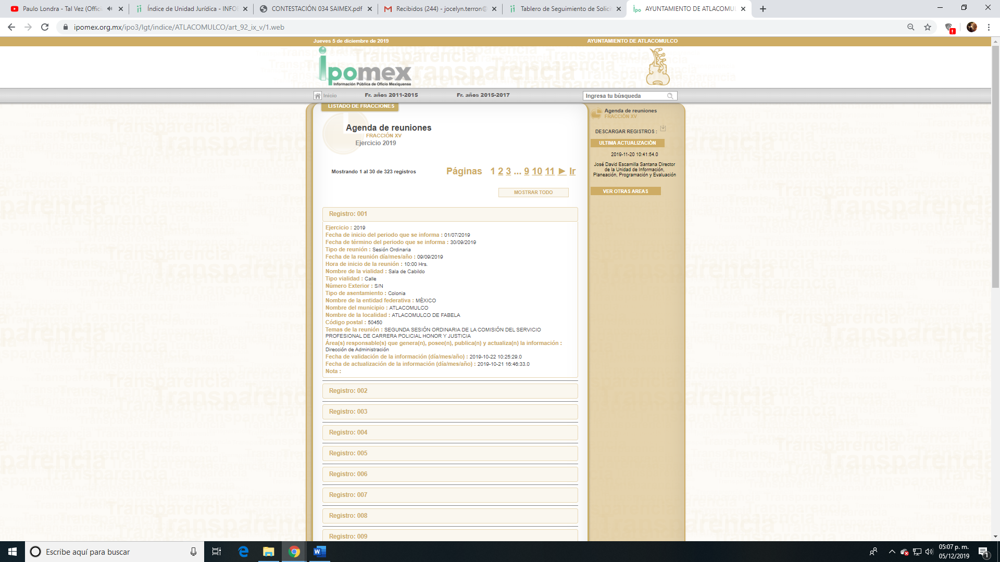 Paulo Londra - Tal Vez (Offici
Índice de Unidad Jurídica - INFO
CONTESTACIÓN 034 SAIMEX.pdf
Recibidos (244) - jocelyn.terron@
Tablero de Seguimiento de Solici
AYUNTAMIENTO DE ATLACOMUL
ipomex.org.mx/ipo3/lgt/indice/ATLACOMULCO/art_92_ix_v/1.web
Jueves 5 de diciembre de 2019
AYUNTAMIENTO DE ATLACOMULCO
Transparencia
ipomex
Información Pública de Oficio Mexiquense
Inicio
Fr. años 2011-2015
Fr. años 2015-2017
Ingresa tu búsqueda
LISTADO DE FRACCIONES
Agenda de reuniones
FRACCIÓN XV
Ejercicio 2019
Mostrando 1 al 30 de 323 registros
Páginas 1 2 3 ... 9 10 11 ► Ir
MOSTRAR TODO
Registro: 001
Ejercicio : 2019
Fecha de inicio del periodo que se informa : 01/07/2019
Fecha de término del periodo que se informa : 30/09/2019
Tipo de reunión : Sesión Ordinaria
Fecha de la reunión día/mes/año : 09/09/2019
Hora de inicio de la reunión : 10:00 Hrs.
Nombre de la vialidad : Sala de Cabildo
Tipo vialidad : Calle
Número Exterior : S/N
Tipo de asentamiento : Colonia
Nombre de la entidad federativa : MÉXICO
Nombre del municipio : ATLACOMULCO
Nombre de la localidad : ATLACOMULCO DE FABELA
Código postal : 50450
Temas de la reunión : SEGUNDA SESIÓN ORDINARIA DE LA COMISIÓN DEL SERVICIO
PROFESIONAL DE CARRERA POLICIAL HONOR Y JUSTICIA
Área(s) responsable(s) que genera(n), posee(n), publica(n) y actualiza(n) la información :
Dirección de Administración
Fecha de validación de la información (día/mes/año) : 2019-10-22 10:25:29.0
Fecha de actualización de la información (día/mes/año) : 2019-10-21 16:46:33.0
Nota :
Registro: 002
Registro: 003
Registro: 004
Registro: 005
Registro: 006
Registro: 007
Registro: 008
Registro: 009
Agenda de reuniones
FRACCIÓN XV
DESCARGAR REGISTROS :
ULTIMA ACTUALIZACIÓN
2019-11-20 10:41:54.0
José David Escamilla Santana Director
de la Unidad de Información,
Planeación, Programación y Evaluación
VER OTRAS AREAS
Escribe aquí para buscar
05:07 p. m.
05/12/2019
1